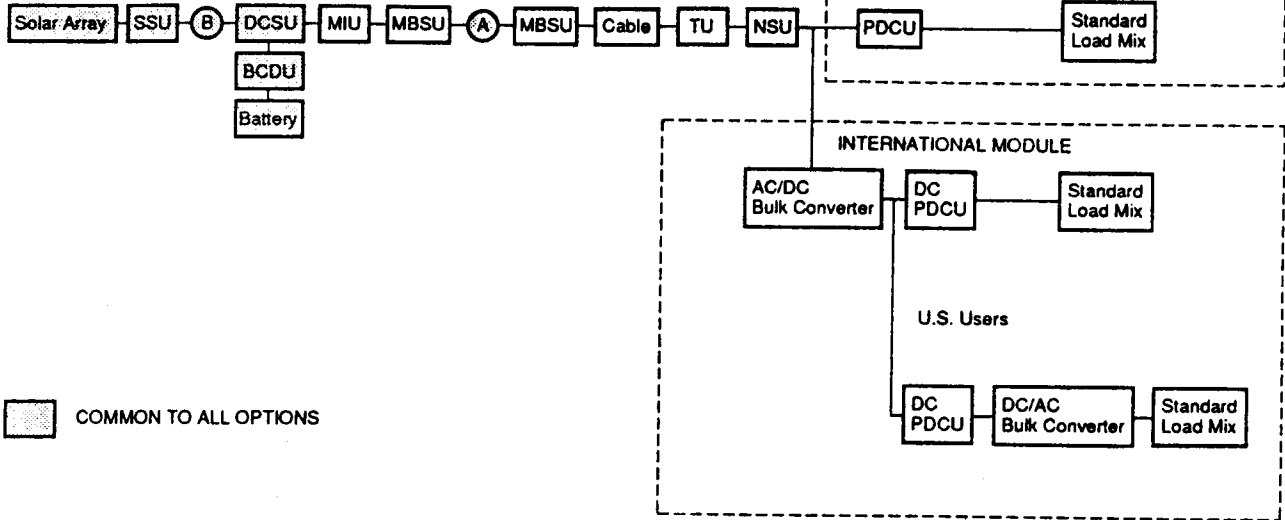 Solar Array SSU B DCSU MIU MBSU A MBSU Cable TU NSU PDCU Standard
Load Mix
BCDU
Battery
INTERNATIONAL MODULE
AC/DC
Bulk Converter
DC
PDCU
Standard
Load Mix
U.S. Users
DC
PDCU
DC/AC
Bulk Converter
Standard
Load Mix
COMMON TO ALL OPTIONS